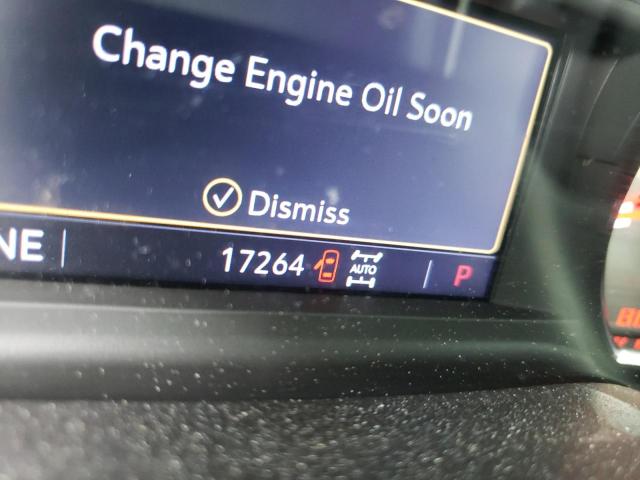 Change Engine Oil Soon
Dismiss
NE 17264 AUTO P